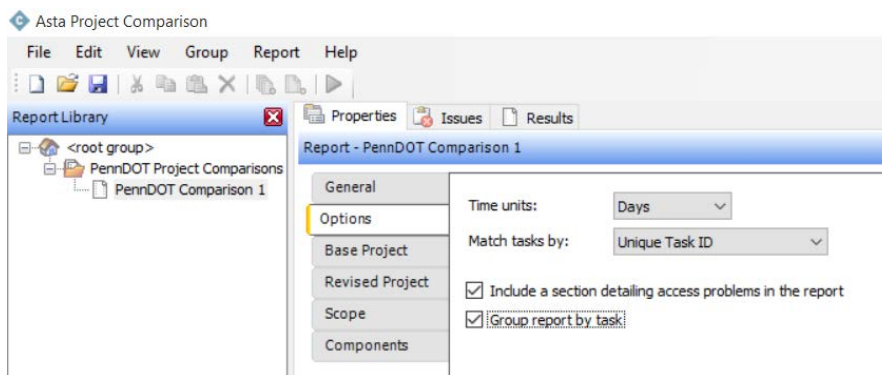 Asta Project Comparison
File Edit View Group Report Help
Report Library
<root group>
PennDOT Project Comparisons
PennDOT Comparison 1
Properties Issues Results
Report - PennDOT Comparison 1
General
Options
Base Project
Revised Project
Scope
Components
Time units: Days
Match tasks by: Unique Task ID
Include a section detailing access problems in the report
Group report by task